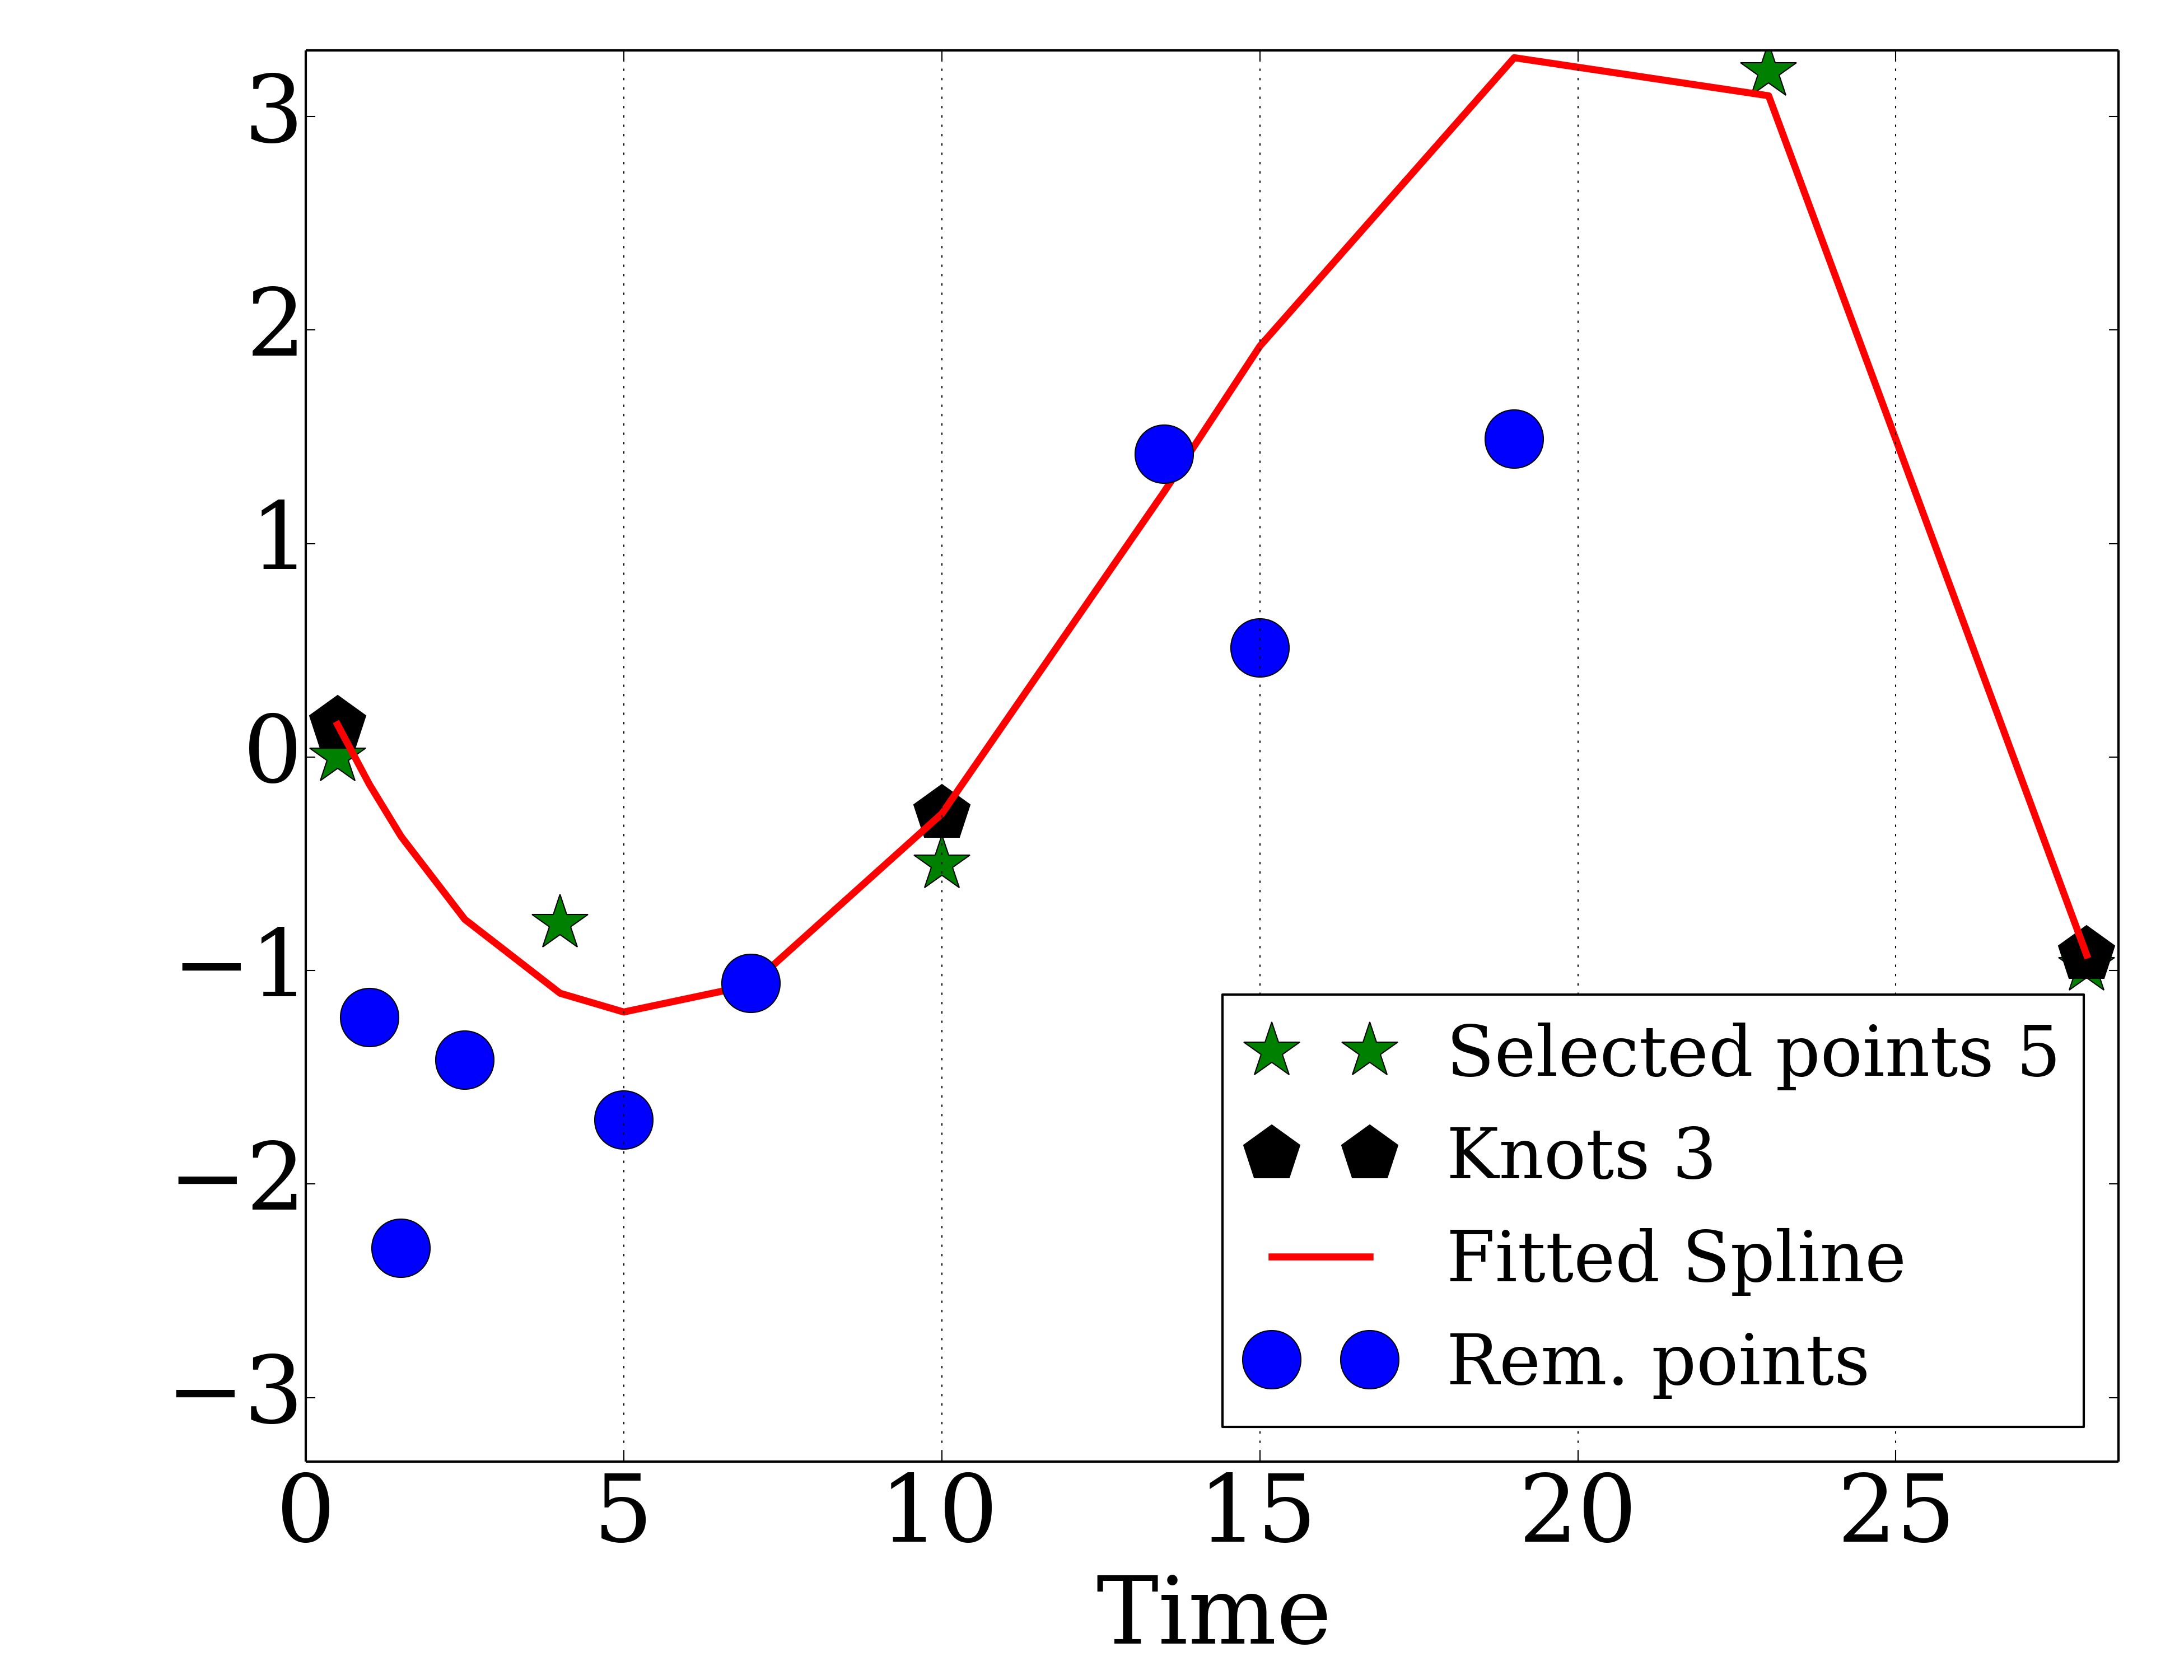 3
2
1
0
−1
−2
−3
Selected points 5
Knots 3
Fitted Spline
Rem. points
0 5 10 15 20 25
Time